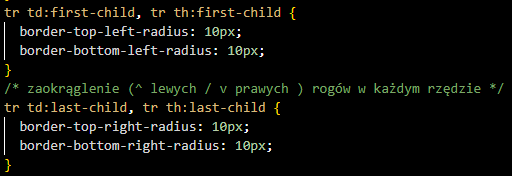 tr td:first-child, tr th:first-child {
  border-top-left-radius: 10px;
  border-bottom-left-radius: 10px;
}
/* zaokrąglenie (^ lewych / v prawych ) rogów w każdym rzędzie */
tr td:last-child, tr th:last-child {
  border-top-right-radius: 10px;
  border-bottom-right-radius: 10px;
}